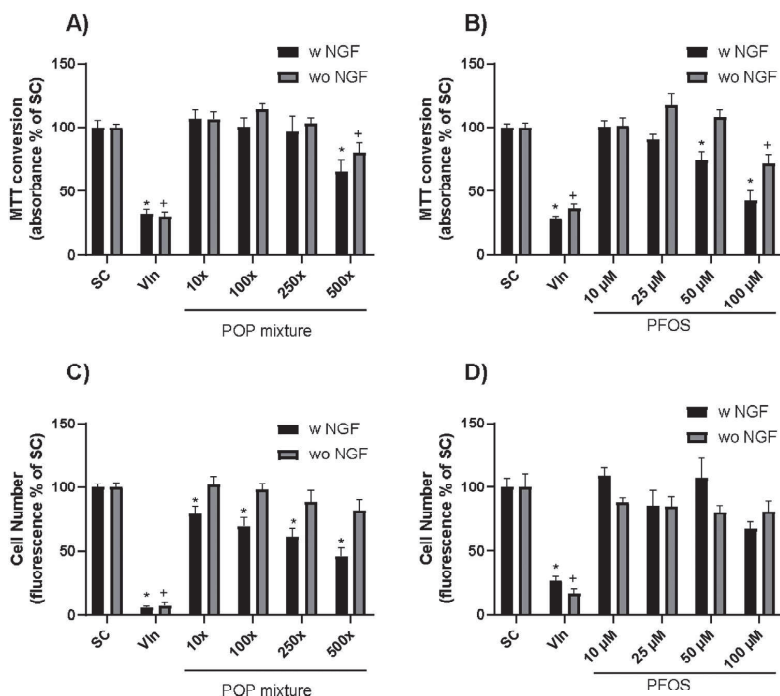 A)
w NGF
wo NGF
MTT conversion
(absorbance % of SC)
150
100
50
0
*
+
*
+
SC
Vln
10x
100x
250x
500x
POP mixture
B)
w NGF
wo NGF
MTT conversion
(absorbance % of SC)
150
100
50
0
*
+
*
*
+
SC
Vln
10 µM
25 µM
50 µM
100 µM
PFOS
C)
w NGF
wo NGF
Cell Number
(fluorescence % of SC)
150
100
50
0
*
+
*
*
*
*
SC
Vln
10x
100x
250x
500x
POP mixture
D)
w NGF
wo NGF
Cell Number
(fluorescence % of SC)
150
100
50
0
*
+
SC
Vln
10 µM
25 µM
50 µM
100 µM
PFOS